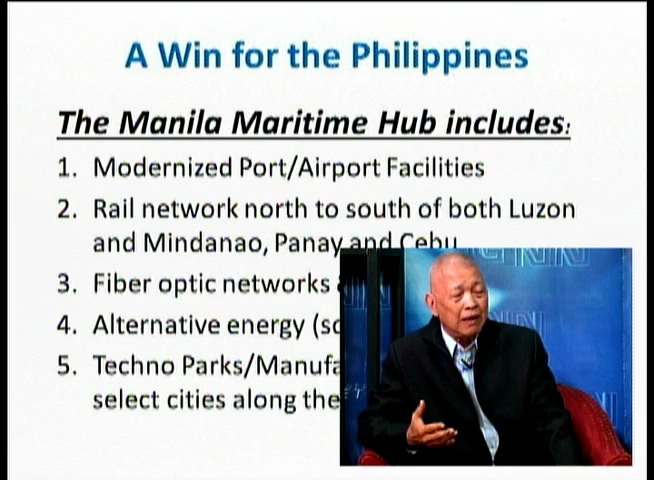 A Win for the Philippines
The Manila Maritime Hub includes:
1. Modernized Port/Airport Facilities
2. Rail network north to south of both Luzon
and Mindanao, Panay and Cebu
3. Fiber optic networks
4. Alternative energy (so
5. Techno Parks/Manufa
select cities along the